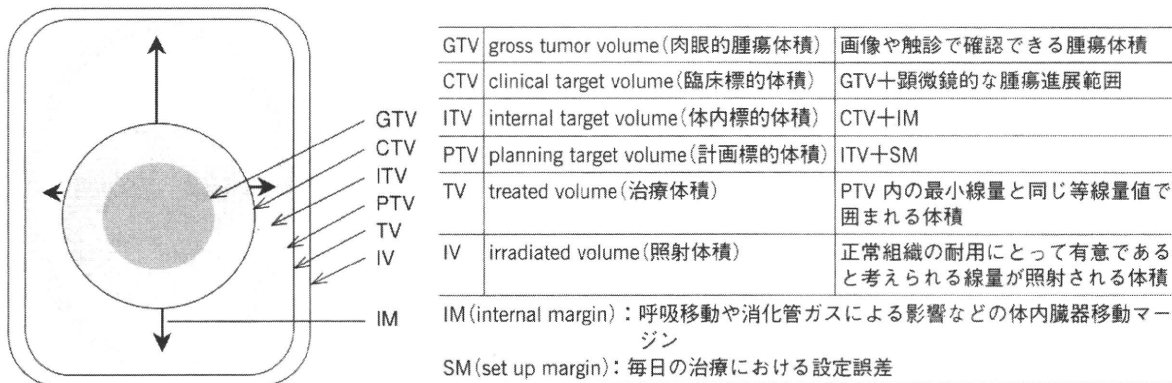 GTV
CTV
ITV
PTV
TV
IV
IM
GTV gross tumor volume(肉眼的腫瘍体積) 画像や触診で確認できる腫瘍体積
CTV clinical target volume(臨床標的体積) GTV+顕微鏡的な腫瘍進展範囲
ITV internal target volume(体内標的体積) CTV+IM
PTV planning target volume(計画標的体積) ITV+SM
TV treated volume(治療体積) PTV 内の最小線量と同じ等線量値で
囲まれる体積
IV irradiated volume(照射体積) 正常組織の耐用にとって有意である
と考えられる線量が照射される体積
IM(internal margin):呼吸移動や消化管ガスによる影響などの体内臓器移動マー
ジン
SM(set up margin):毎日の治療における設定誤差